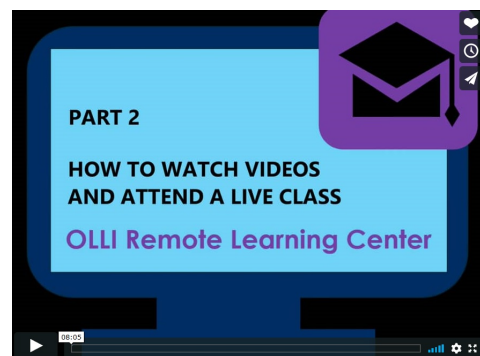 PART 2
HOW TO WATCH VIDEOS
AND ATTEND A LIVE CLASS
OLLI Remote Learning Center
08:05